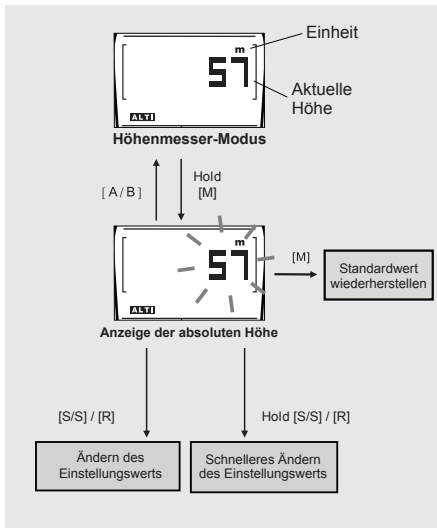 Einheit
m
57
Aktuelle
Höhe
ALTI
Höhenmesser-Modus
[ A / B ]
Hold
[M]
m
57
[M]
Standardwert
wiederherstellen
ALTI
Anzeige der absoluten Höhe
[S/S] / [R]
Hold [S/S] / [R]
Ändern des
Einstellungswerts
Schnelleres Ändern
des Einstellungswerts